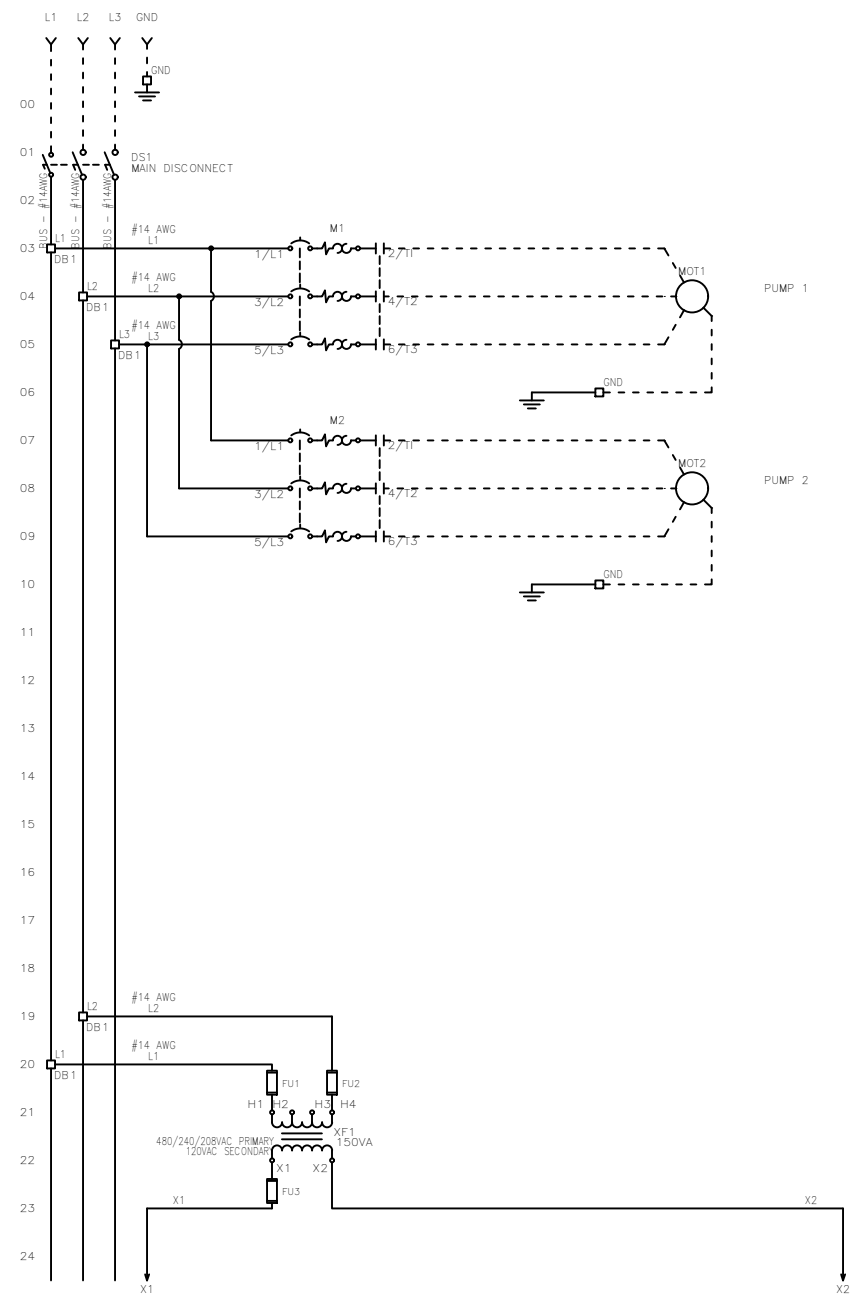 L1 L2 L3 GND
GND
00
01
DS1
MAIN DISCONNECT
02
BUS - #14AWG
BUS - #14AWG
BUS - #14AWG
#14 AWG
L1
M1
03
L1
DB1
1/L1
2/T1
MOT1
PUMP 1
#14 AWG
L2
04
L2
DB1
3/L2
4/T2
#14 AWG
L3
05
L3
DB1
5/L3
6/T3
06
GND
M2
07
1/L1
2/T1
MOT2
PUMP 2
08
3/L2
4/T2
09
5/L3
6/T3
10
GND
11
12
13
14
15
16
17
18
#14 AWG
L2
19
L2
DB1
#14 AWG
L1
20
L1
DB1
FU1
FU2
21
H1 H2 H3 H4
XF1
150VA
480/240/208VAC PRIMARY
120VAC SECONDARY
22
X1 X2
FU3
23
X1
X2
24
X1
X2